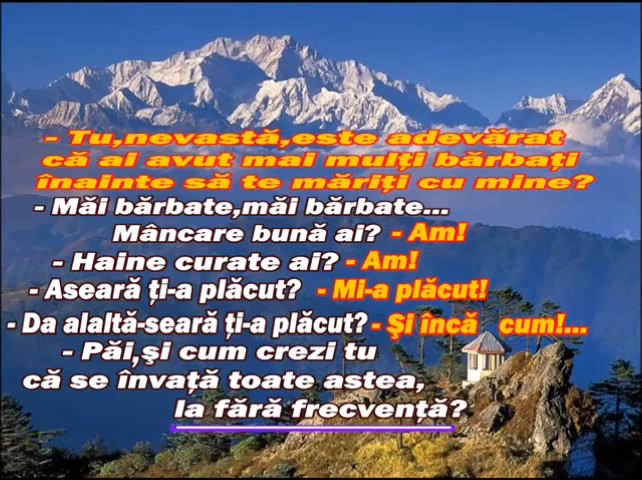 - Tu,nevastă,este adevărat
că ai avut mai mulți bărbați
înainte să te măriți cu mine?
- Măi bărbate,măi bărbate...
Mâncare bună ai? - Am!
- Haine curate ai? - Am!
- Aseară ți-a plăcut? - Mi-a plăcut!
- Da alaltă-seară ți-a plăcut? - Și încă cum!...
- Păi,și cum crezi tu
că se învață toate astea,
la fără frecvență?